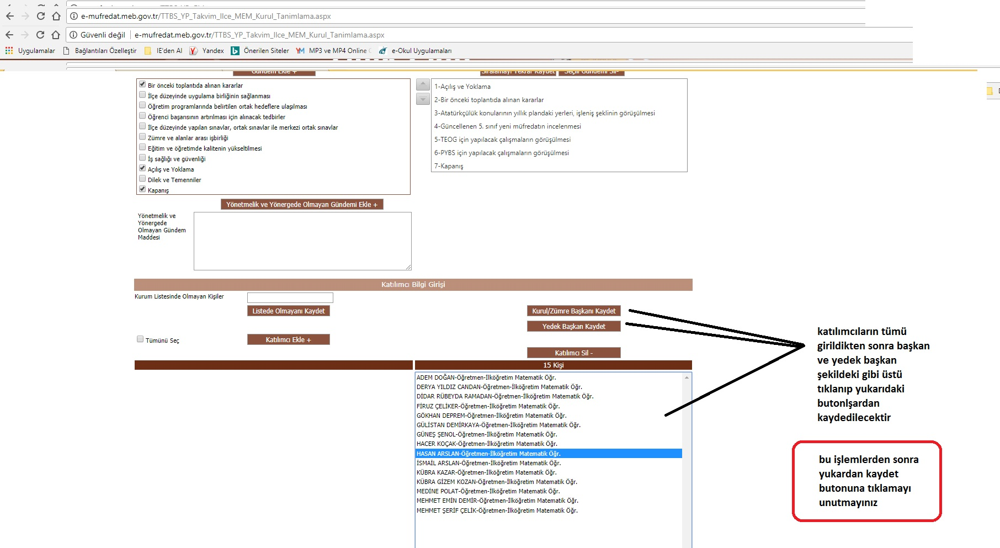 e-mufredat.meb.gov.tr/TTBS_YP_Takvim_Ilce_MEM_Kurul_Tanimlama.aspx
Güvenli değil e-mufredat.meb.gov.tr/TTBS_YP_Takvim_Ilce_MEM_Kurul_Tanimlama.aspx
Uygulamalar Bağlantıları Özelleştir IE'den Al Yandex Önerilen Siteler MP3 ve MP4 Online e-Okul Uygulamaları
Gündem Ekle +
Sıralamayı Tekrar Kaydet Seçili Gündemi Sil-
Bir önceki toplantıda alınan kararlar
İlçe düzeyinde uygulama birliğinin sağlanması
Öğretim programlarında belirtilen ortak hedeflere ulaşılması
Öğrenci başarısının artırılması için alınacak tedbirler
İlçe düzeyinde yapılan sınavlar, ortak sınavlar ile merkezi ortak sınavlar
Zümre ve alanlar arası işbirliği
Eğitim ve öğretimde kalitenin yükseltilmesi
İş sağlığı ve güvenliği
Açılış ve Yoklama
Dilek ve Temenniler
Kapanış
1-Açılış ve Yoklama
2-Bir önceki toplantıda alınan kararlar
3-Atatürkçülük konularının yıllık plandaki yerleri, işleniş şeklinin görüşülmesi
4-Güncellenen 5. sınıf yeni müfredatın incelenmesi
5-TEOG için yapılacak çalışmaların görüşülmesi
6-PYBS için yapılacak çalışmaların görüşülmesi
7-Kapanış
Yönetmelik ve Yönergede Olmayan Gündemi Ekle +
Yönetmelik ve
Yönergede
Olmayan Gündem
Maddesi
Katılımcı Bilgi Girişi
Kurum Listesinde Olmayan Kişiler
Listede Olmayanı Kaydet
Kurul/Zümre Başkanı Kaydet
Yedek Başkan Kaydet
Tümünü Seç
Katılımcı Ekle +
Katılımcı Sil -
15 Kişi
ADEM DOĞAN-Öğretmen-İlköğretim Matematik Öğr.
DERYA YILDIZ CANDAN-Öğretmen-İlköğretim Matematik Öğr.
DİDAR RÜBEYDA RAMADAN-Öğretmen-İlköğretim Matematik Öğr.
FİRUZ ÇELİKER-Öğretmen-İlköğretim Matematik Öğr.
GÖKHAN DEPREM-Öğretmen-İlköğretim Matematik Öğr.
GÜLİSTAN DEMİRKAYA-Öğretmen-İlköğretim Matematik Öğr.
GÜNEŞ ŞENOL-Öğretmen-İlköğretim Matematik Öğr.
HACER KOÇAK-Öğretmen-İlköğretim Matematik Öğr.
HASAN ARSLAN-Öğretmen-İlköğretim Matematik Öğr.
İSMAİL ARSLAN-Öğretmen-İlköğretim Matematik Öğr.
KÜBRA KAZAR-Öğretmen-İlköğretim Matematik Öğr.
KÜBRA GİZEM KOZAN-Öğretmen-İlköğretim Matematik Öğr.
MEDİNE POLAT-Öğretmen-İlköğretim Matematik Öğr.
MEHMET EMİN DEMİR-Öğretmen-İlköğretim Matematik Öğr.
MEHMET ŞERİF ÇELİK-Öğretmen-İlköğretim Matematik Öğr.
katılımcıların tümü
girildikten sonra başkan
ve yedek başkan
şekildeki gibi üstü
tıklanıp yukarıdaki
butonlşardan
kaydedilecektir
bu işlemlerden sonra
yukardan kaydet
butonuna tıklamayı
unutmayınız